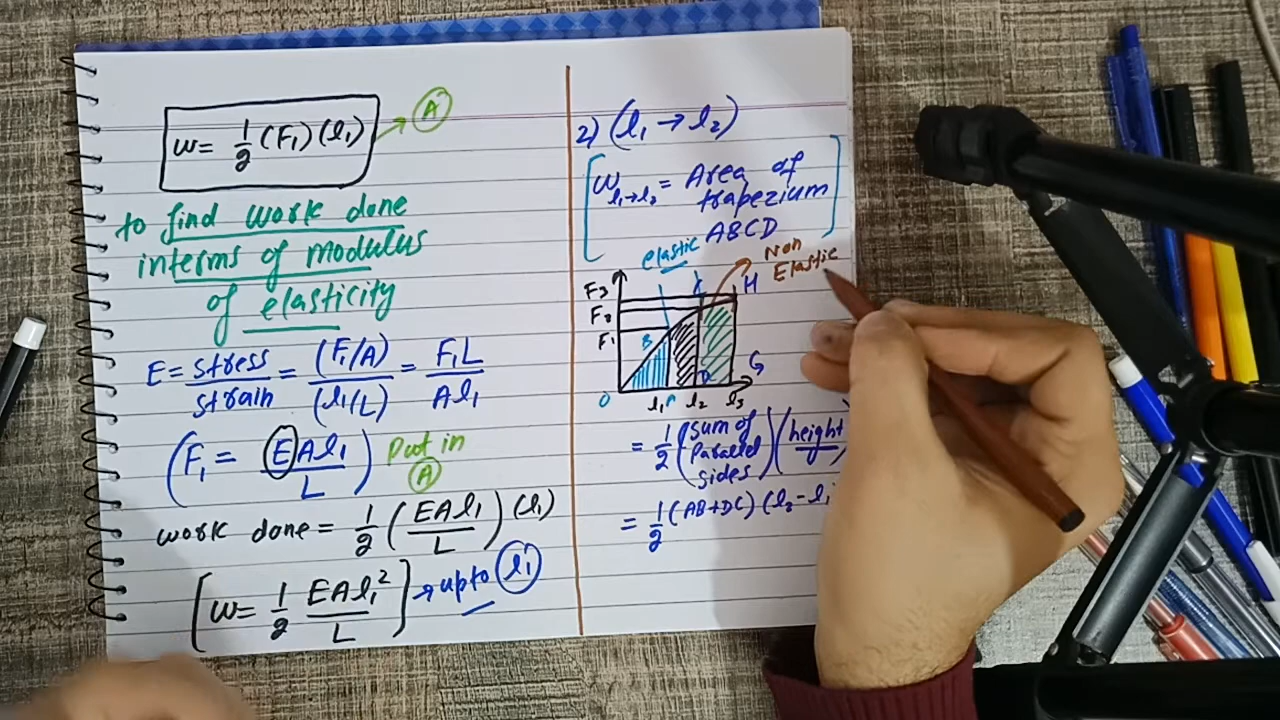 W = 1/2 (F₁)(l₁) → A
to find work done
interms of modulus
of elasticity
E = stress/strain = (F₁/A)/(l₁/L) = F₁L/Al₁
(F₁ = EAl₁/L) Put in
A
work done = 1/2 (EAl₁/L)(l₁)
[W = 1/2 EAl₁²/L] → upto l₁
2) (l₁ → l₂)
W l₁→l₂ = Area of
trapezium
ABCD
elastic
Non
Elastic
F₃ H
F₂
F₁ B
G
O l₁ l₂ D l₃
= 1/2 (Sum of Parallel sides)(height)
= 1/2 (AB+DC)(l₂-l₁